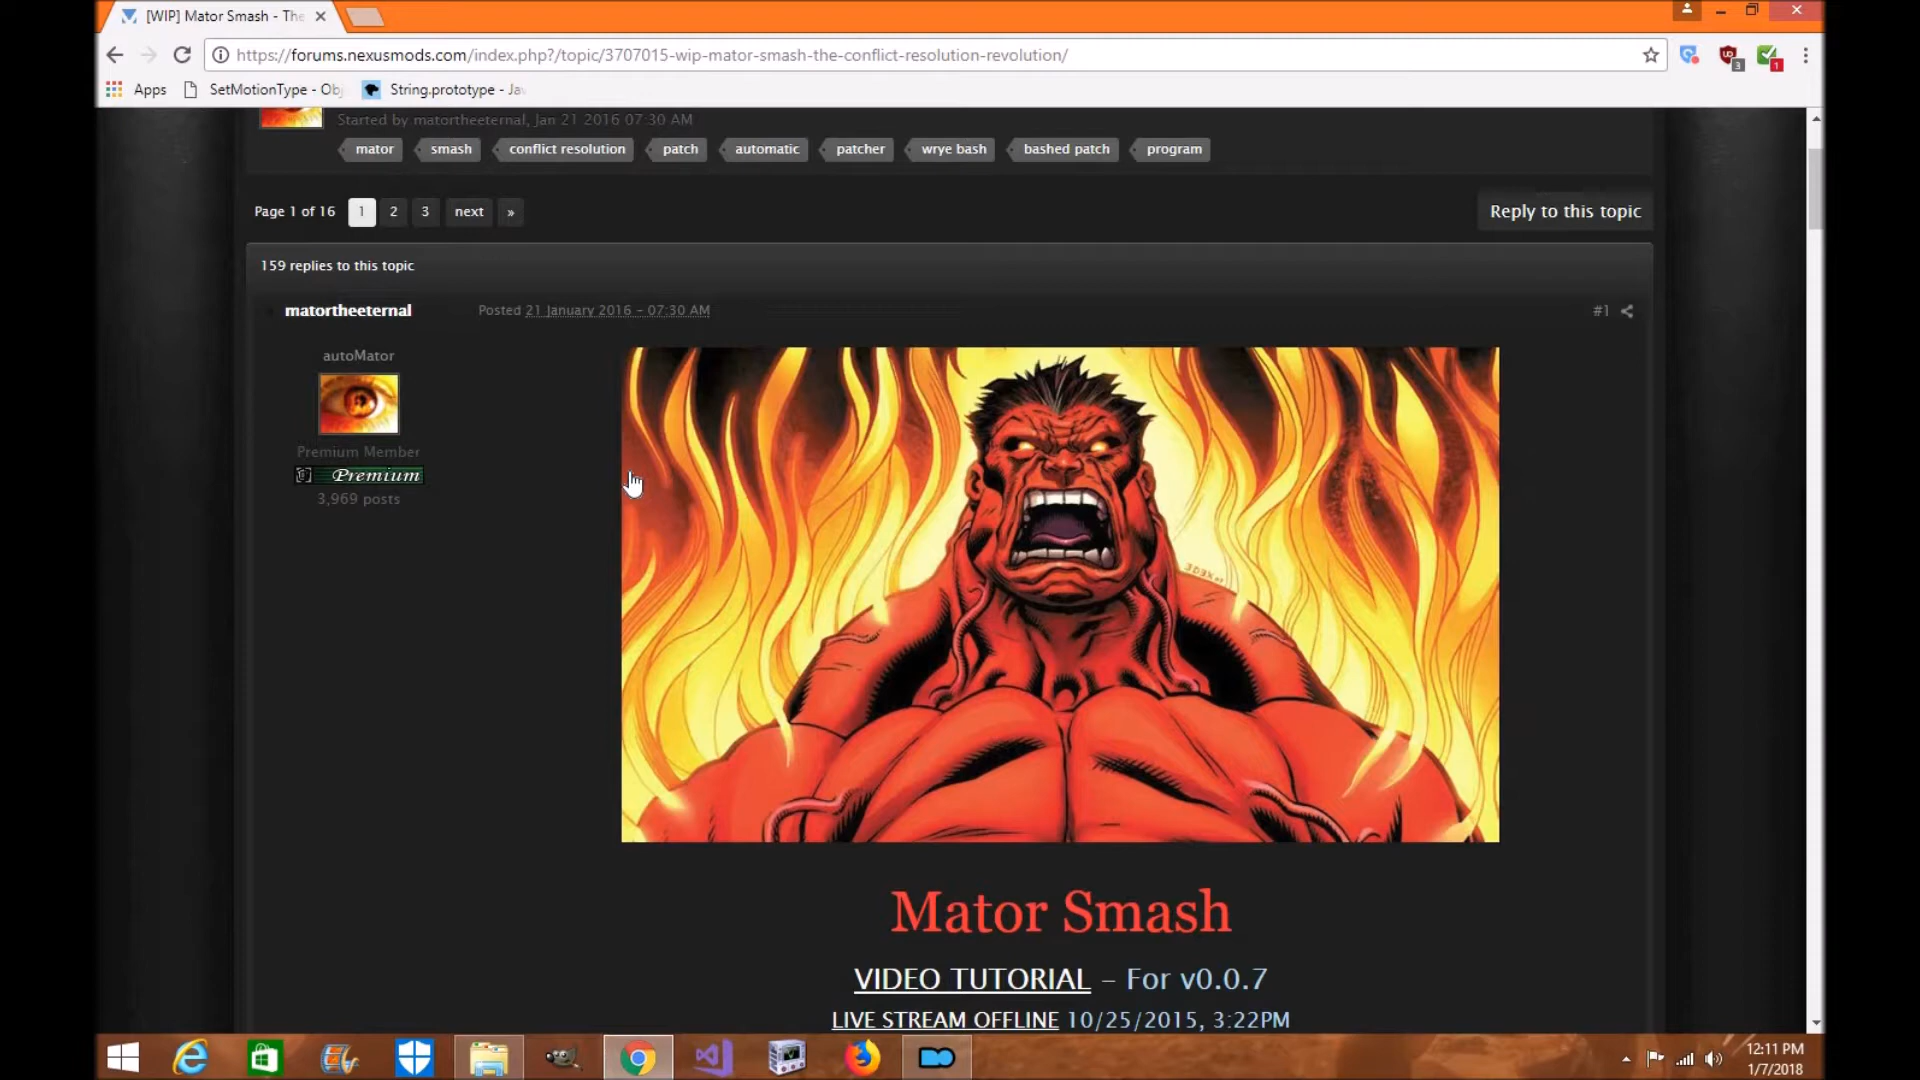 [WIP] Mator Smash - The
https://forums.nexusmods.com/index.php?/topic/3707015-wip-mator-smash-the-conflict-resolution-revolution/
3
1
Apps
SetMotionType - Obj
String.prototype - Jav
Started by matortheeternal, Jan 21 2016 07:30 AM
mator
smash
conflict resolution
patch
automatic
patcher
wrye bash
bashed patch
program
Page 1 of 16
1
2
3
next
»
Reply to this topic
159 replies to this topic
matortheeternal
Posted 21 January 2016 - 07:30 AM
#1
autoMator
Premium Member
Premium
3,969 posts
Mator Smash
VIDEO TUTORIAL – For v0.0.7
LIVE STREAM OFFLINE 10/25/2015, 3:22PM
12:11 PM
1/7/2018